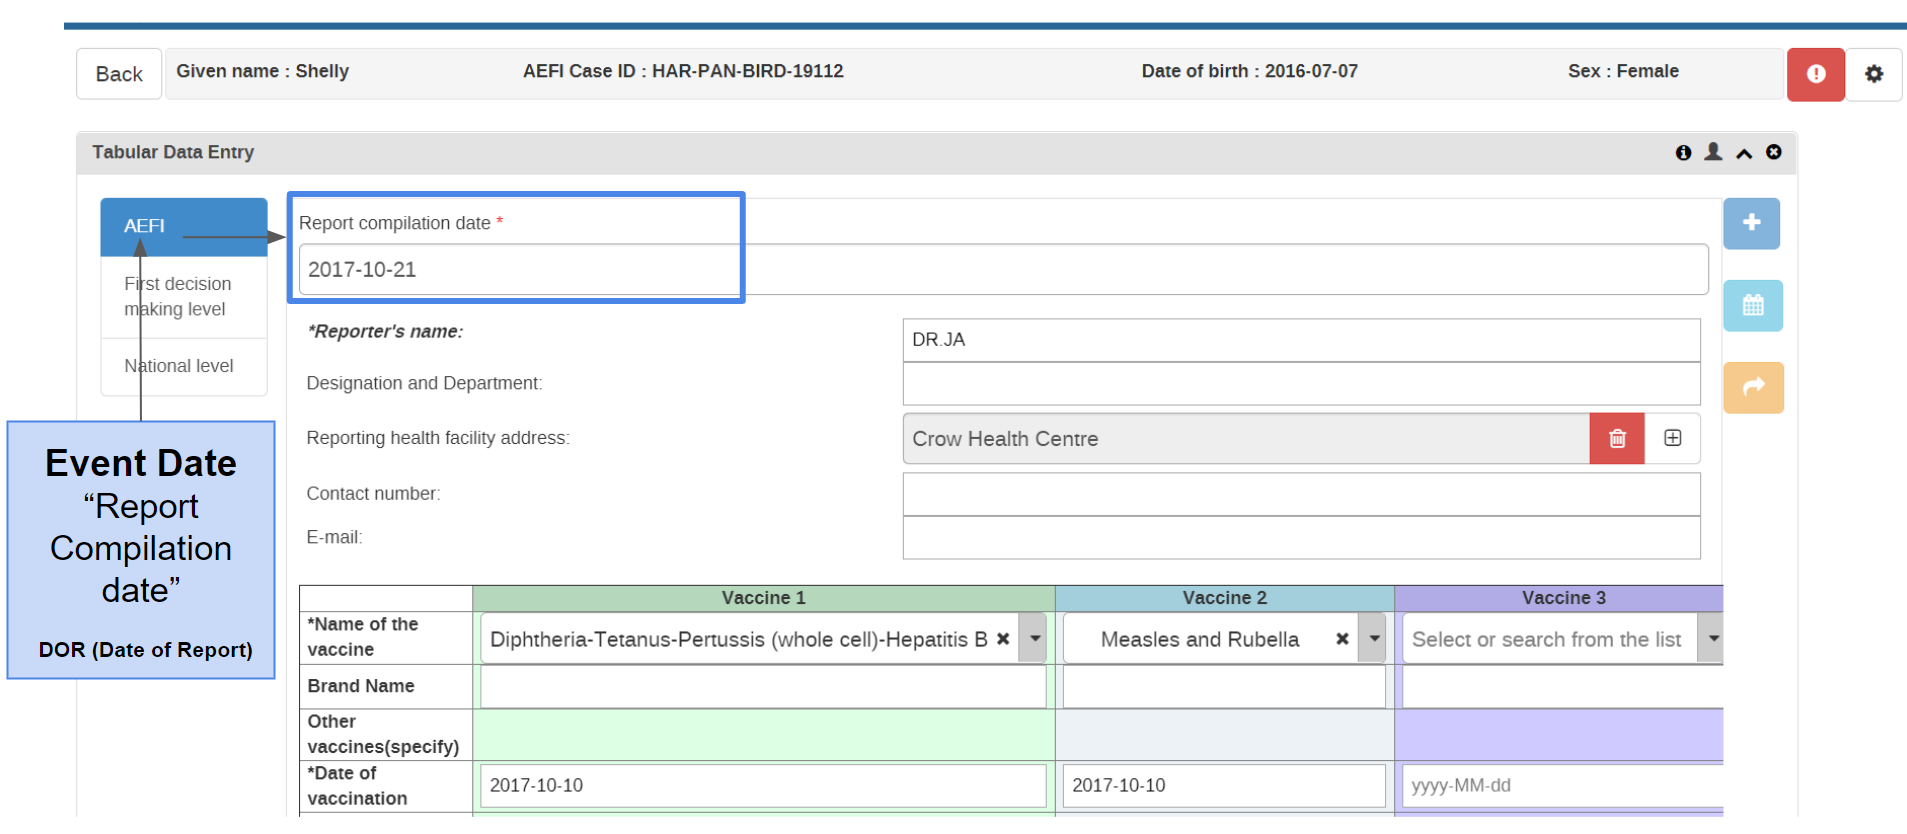 Back
Given name : Shelly
AEFI Case ID : HAR-PAN-BIRD-19112
Date of birth : 2016-07-07
Sex : Female
Tabular Data Entry
AEFI
First decision
making level
National level
Event Date
“Report
Compilation
date”
DOR (Date of Report)
Report compilation date *
2017-10-21
*Reporter's name:
DR.JA
Designation and Department:
Reporting health facility address:
Crow Health Centre
Contact number:
E-mail:
Vaccine 1
Vaccine 2
Vaccine 3
*Name of the
vaccine
Diphtheria-Tetanus-Pertussis (whole cell)-Hepatitis B
Measles and Rubella
Select or search from the list
Brand Name
Other
vaccines(specify)
*Date of
vaccination
2017-10-10
2017-10-10
yyyy-MM-dd